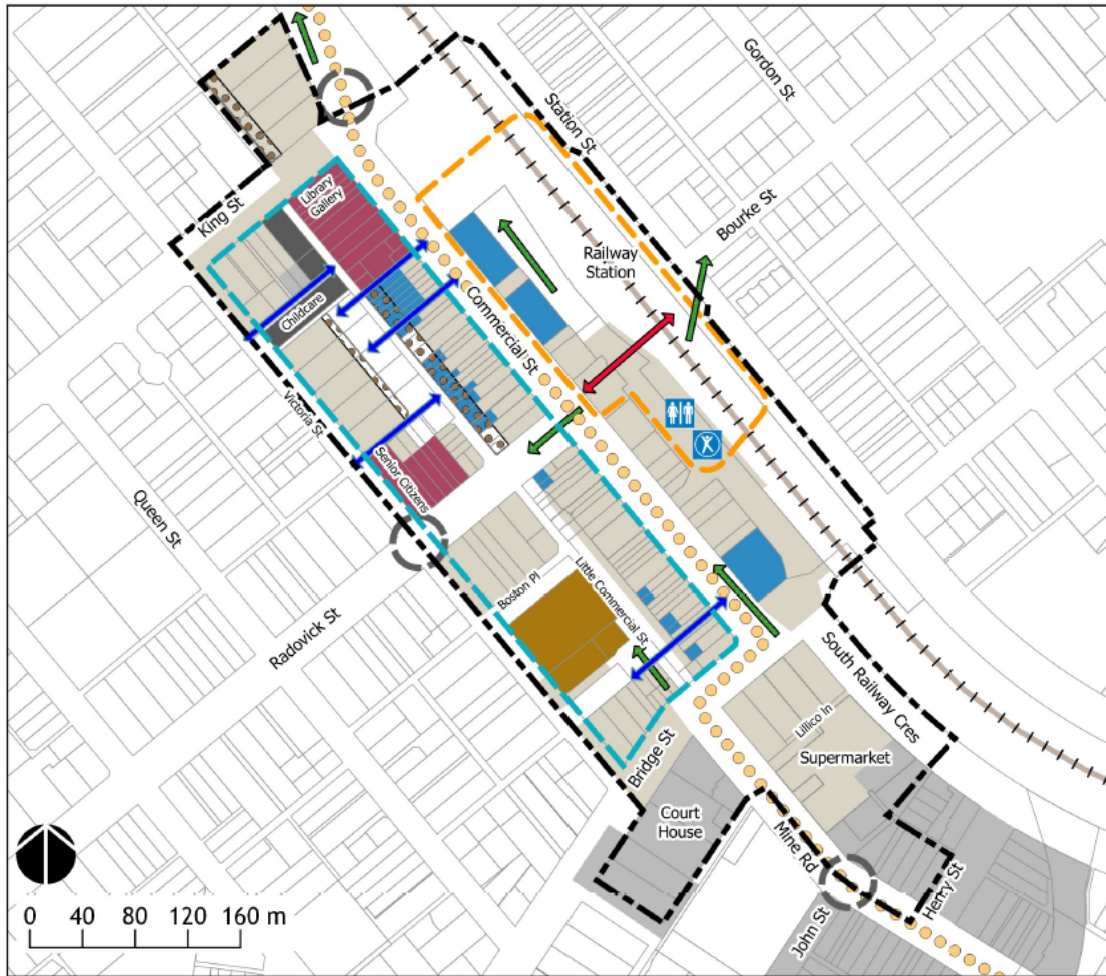 Gordon St
Station St
Bourke St
King St
Library
Gallery
Railway
Station
Childcare
Commercial St
Victoria St
Senior Citizens
Queen St
Boston Pl
Little Commercial St
Radovick St
South Railway Cres
Lillico ln
Supermarket
Bridge St
Court
House
Mine Rd
Henry St
John St
0 40 80 120 160 m